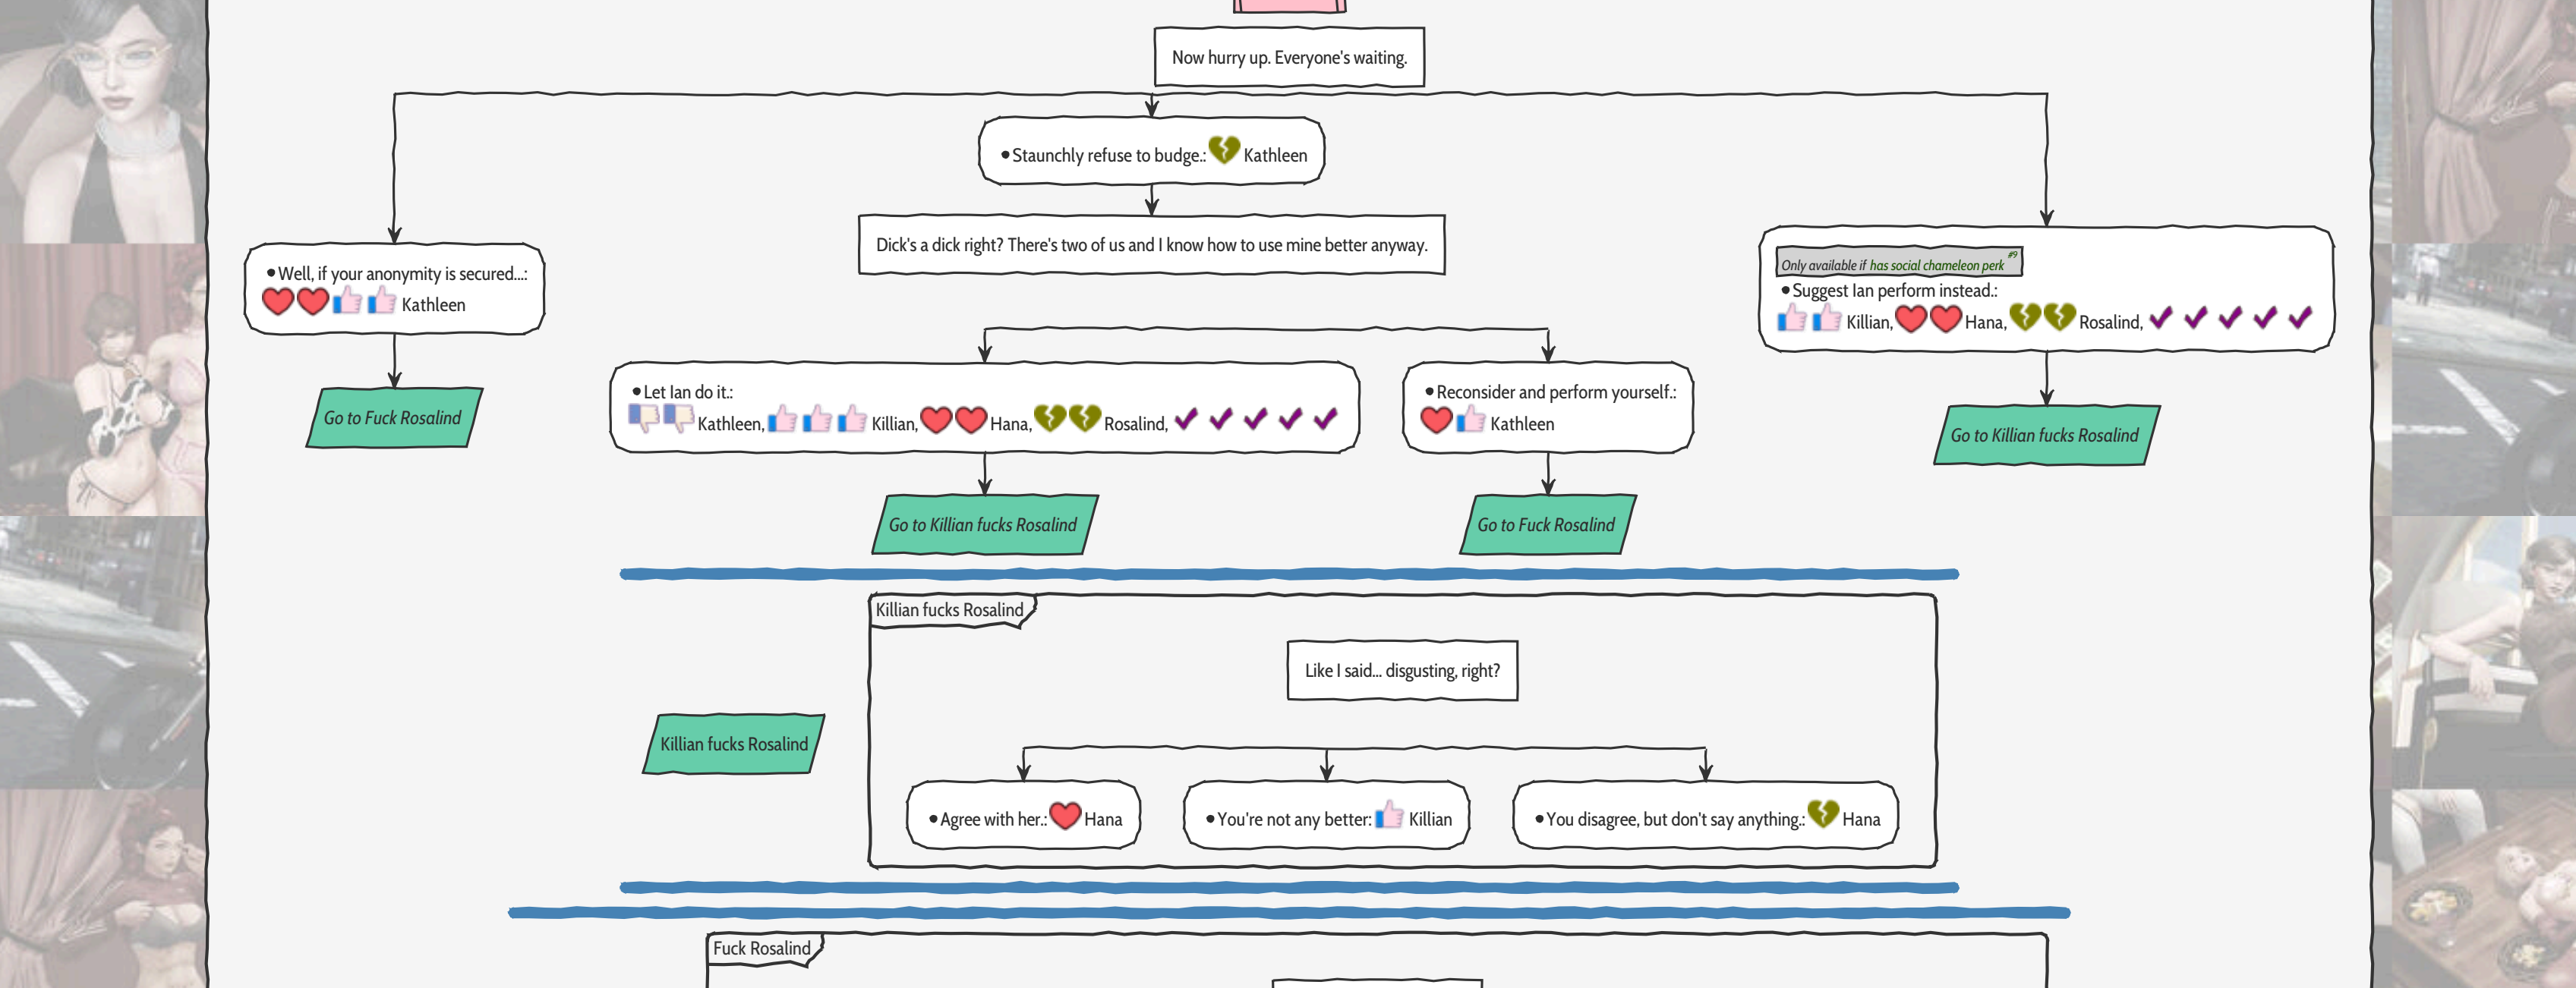 Now hurry up. Everyone's waiting.
•Staunchly refuse to budge.: Kathleen
Dick's a dick right? There's two of us and I know how to use mine better anyway.
•Well, if your anonymity is secured...:
Kathleen
Go to Fuck Rosalind
Only available if has social chameleon perk #9
•Suggest Ian perform instead.:
Killian, Hana, Rosalind,
Go to Killian fucks Rosalind
•Let Ian do it.:
Kathleen, Killian, Hana, Rosalind,
Go to Killian fucks Rosalind
•Reconsider and perform yourself.:
Kathleen
Go to Fuck Rosalind
Killian fucks Rosalind
Killian fucks Rosalind
Like I said... disgusting, right?
•Agree with her.: Hana
•You're not any better: Killian
•You disagree, but don't say anything.: Hana
Fuck Rosalind